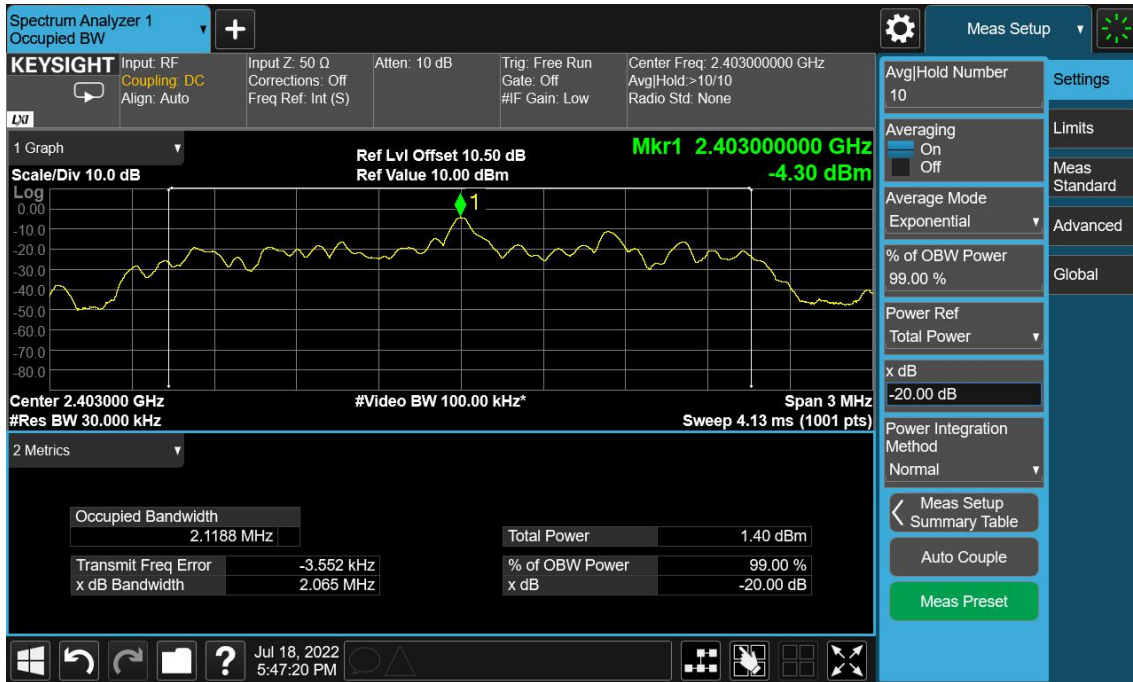 Spectrum Analyzer 1
Occupied BW
+
Meas Setup
KEYSIGHT
LXI
Input: RF
Coupling: DC
Align: Auto
Input Z: 50 Ω
Corrections: Off
Freq Ref: Int (S)
Atten: 10 dB
Trig: Free Run
Gate: Off
#IF Gain: Low
Center Freq: 2.403000000 GHz
Avg|Hold:>10/10
Radio Std: None
1 Graph
Scale/Div 10.0 dB
Ref Lvl Offset 10.50 dB
Ref Value 10.00 dBm
Mkr1 2.403000000 GHz
-4.30 dBm
Log
0.00
-10.0
-20.0
-30.0
-40.0
-50.0
-60.0
-70.0
-80.0
1
Center 2.403000 GHz
#Res BW 30.000 kHz
#Video BW 100.00 kHz*
Span 3 MHz
Sweep 4.13 ms (1001 pts)
2 Metrics
Occupied Bandwidth
2.1188 MHz
Transmit Freq Error -3.552 kHz
x dB Bandwidth 2.065 MHz
Total Power 1.40 dBm
% of OBW Power 99.00 %
x dB -20.00 dB
?
Jul 18, 2022
5:47:20 PM
Avg|Hold Number
10
Averaging
On
Off
Average Mode
Exponential
% of OBW Power
99.00 %
Power Ref
Total Power
x dB
-20.00 dB
Power Integration
Method
Normal
Meas Setup
Summary Table
Auto Couple
Meas Preset
Settings
Limits
Meas
Standard
Advanced
Global